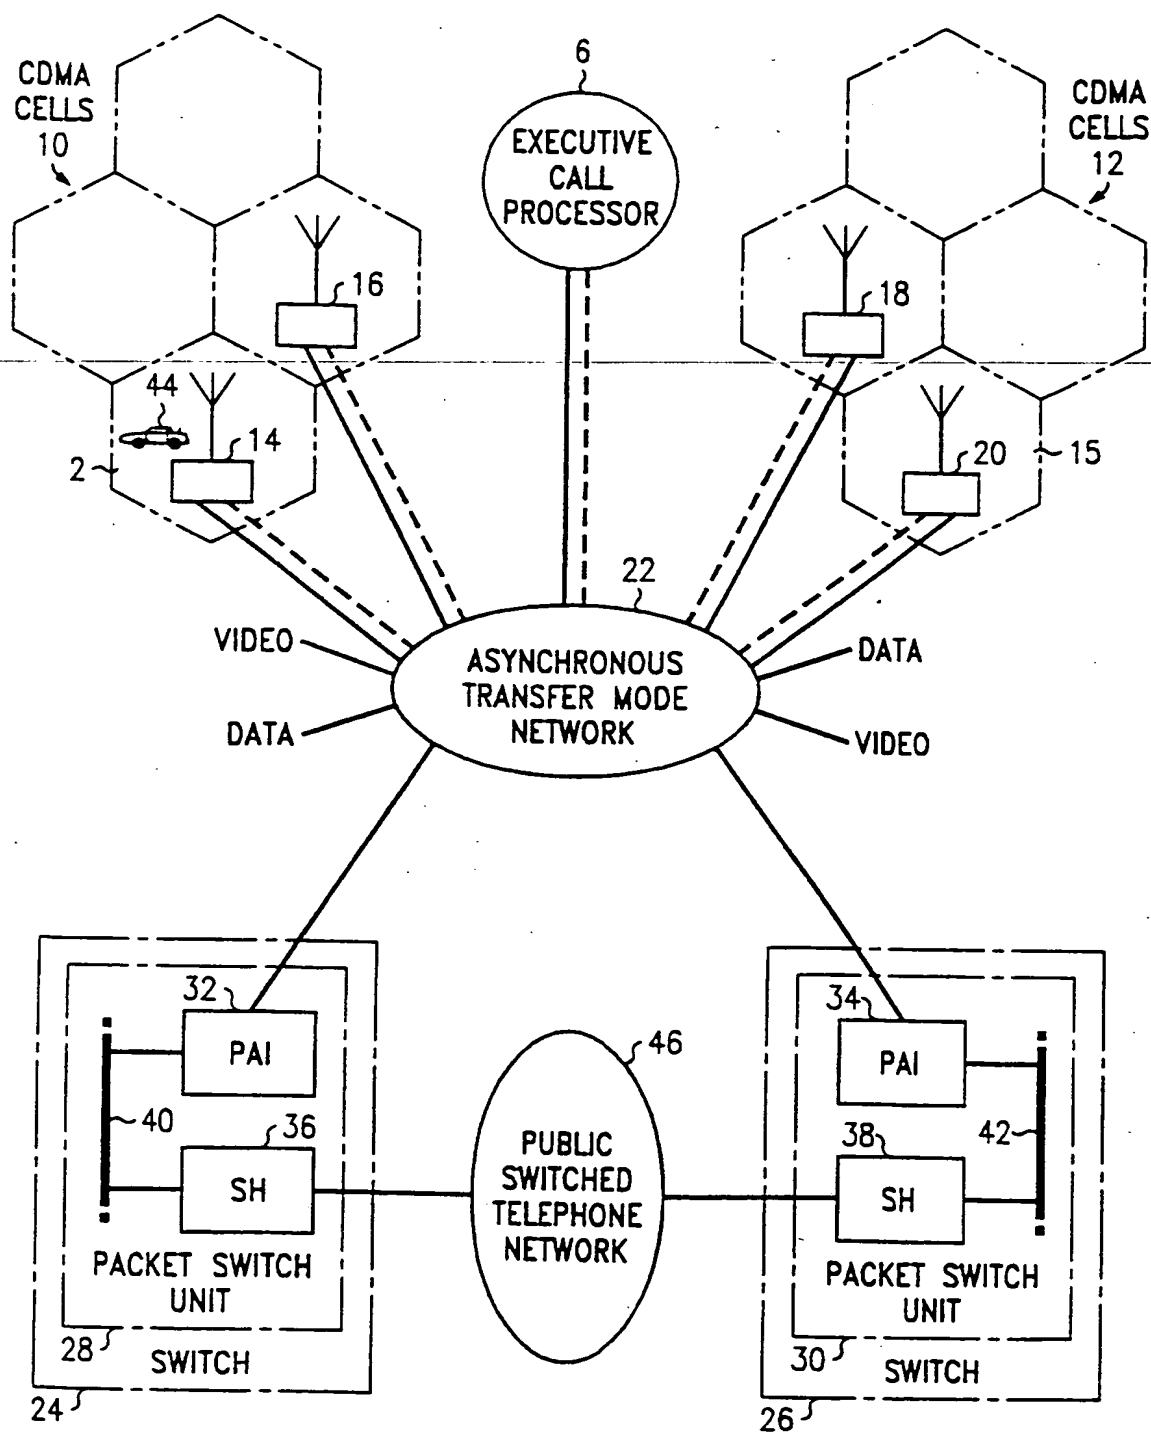 CDMA
CELLS
10
6
EXECUTIVE
CALL
PROCESSOR
CDMA
CELLS
12
16
18
44
14
2
20
15
22
VIDEO
DATA
ASYNCHRONOUS
TRANSFER MODE
NETWORK
DATA
VIDEO
32
PAI
40
36
SH
PACKET SWITCH
UNIT
28
SWITCH
24
46
PUBLIC
SWITCHED
TELEPHONE
NETWORK
34
PAI
42
38
SH
PACKET SWITCH
UNIT
30
SWITCH
26